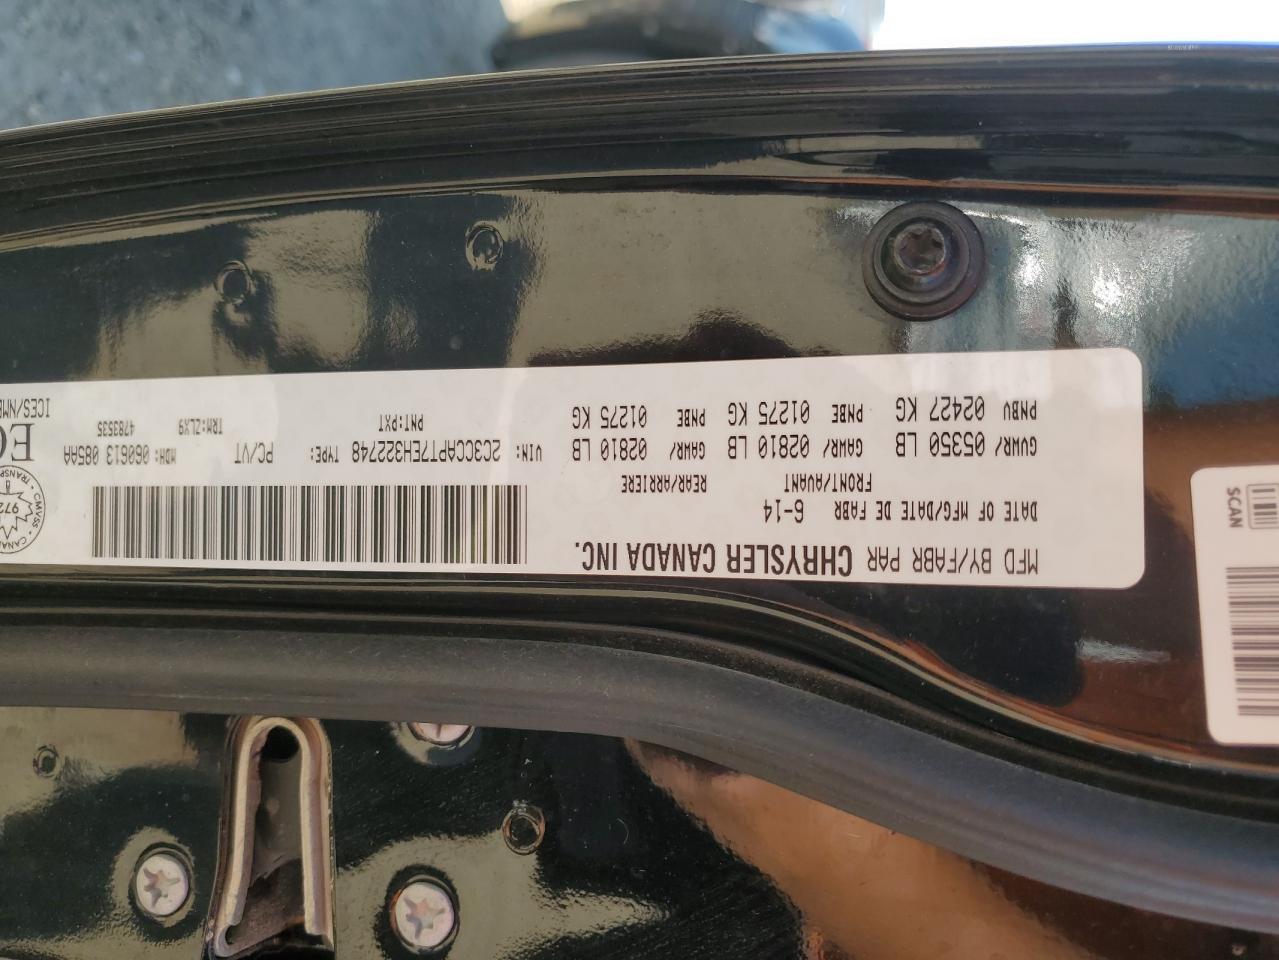 MFD BY/FABR PAR CHRYSLER CANADA INC.
DATE OF MFG/DATE DE FABR 6-14
FRONT/AVANT REAR/ARRIERE
GVWR/ 05350 LB GAWR/ 02810 LB GAWR/ 02810 LB
PNBV 02427 KG PNBE 01275 KG PNBE 01275 KG
VIN: 2C3CCAPT7EH322748 TYPE: PC/VT MDH: 060613 085AA
PNT:PXT TRM:ZLX9 4783535
CMVSS
SCAN